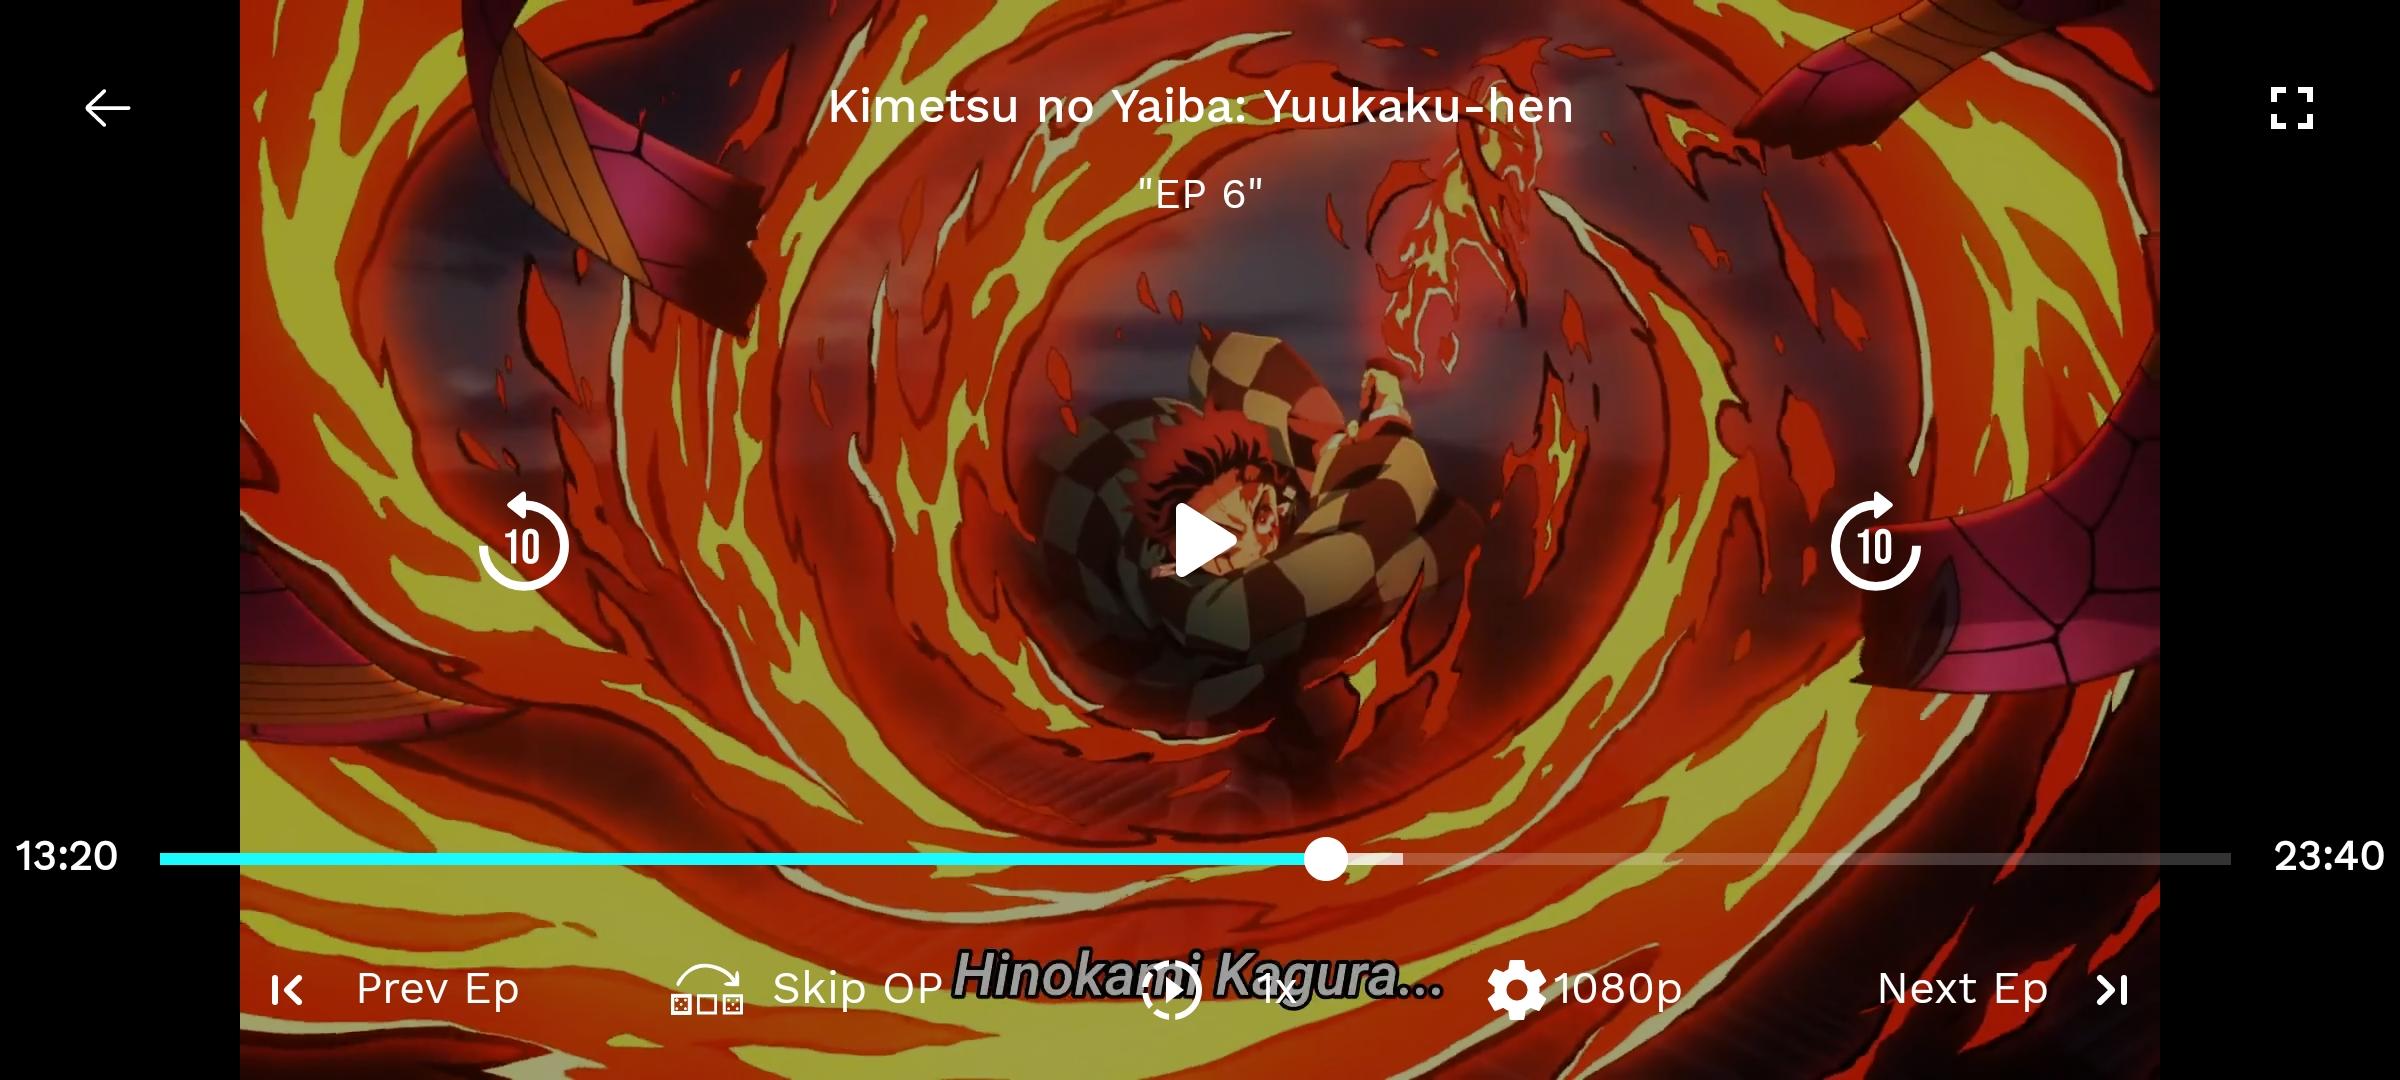 Kimetsu no Yaiba: Yuukaku-hen
"EP 6"
10
10
13:20
23:40
Hinokami Kagura...
Prev Ep
Skip OP
1x
1080p
Next Ep